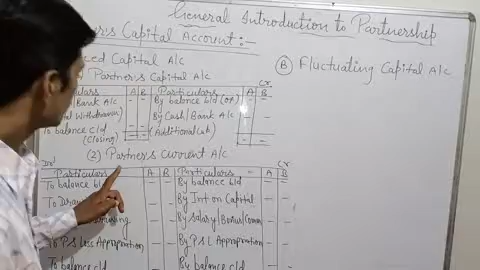 General Introduction to Partnership
Capital Account:-
Capital A/c
(B) Fluctuating Capital A/c
Partner's Capital A/c
Cr.
A B Particulars A B
Bank A/c - - By balance b/d (OP) - -
By Cash/Bank A/c - -
To balance c/d
(Closing) - - (Additional Cap.) - -
(2) Partner's Current A/c
Dr. Cr
Particulars A B Particulars A B
To balance b/d - - By balance b/d - -
- - By Int on Capital - -
- - By Salary/Bonus/Comm - -
To P&L Loss Appropriation - - By P&L Appropriation - -
To balance c/d - - By balance c/d - -